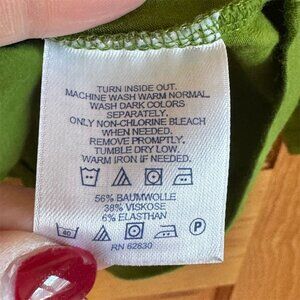 TURN INSIDE OUT.
MACHINE WASH WARM NORMAL.
WASH DARK COLORS
SEPARATELY.
ONLY NON-CHLORINE BLEACH
WHEN NEEDED.
REMOVE PROMPTLY.
TUMBLE DRY LOW.
WARM IRON IF NEEDED.
56% BAUMWOLLE
38% VISKOSE
6% ELASTHAN
40 P
RN 62830